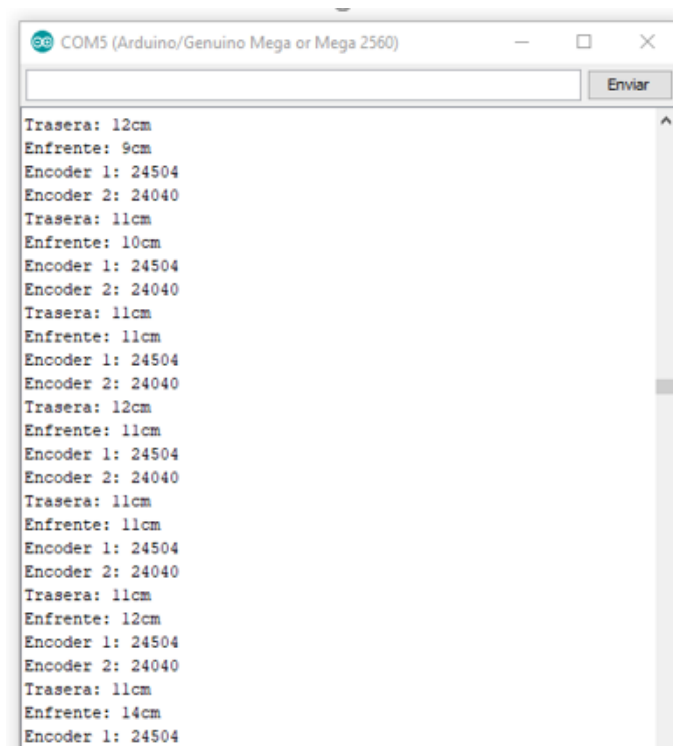 COM5 (Arduino/Genuino Mega or Mega 2560)
Enviar
Trasera: 12cm
Enfrente: 9cm
Encoder 1: 24504
Encoder 2: 24040
Trasera: 11cm
Enfrente: 10cm
Encoder 1: 24504
Encoder 2: 24040
Trasera: 11cm
Enfrente: 11cm
Encoder 1: 24504
Encoder 2: 24040
Trasera: 12cm
Enfrente: 11cm
Encoder 1: 24504
Encoder 2: 24040
Trasera: 11cm
Enfrente: 11cm
Encoder 1: 24504
Encoder 2: 24040
Trasera: 11cm
Enfrente: 12cm
Encoder 1: 24504
Encoder 2: 24040
Trasera: 11cm
Enfrente: 14cm
Encoder 1: 24504